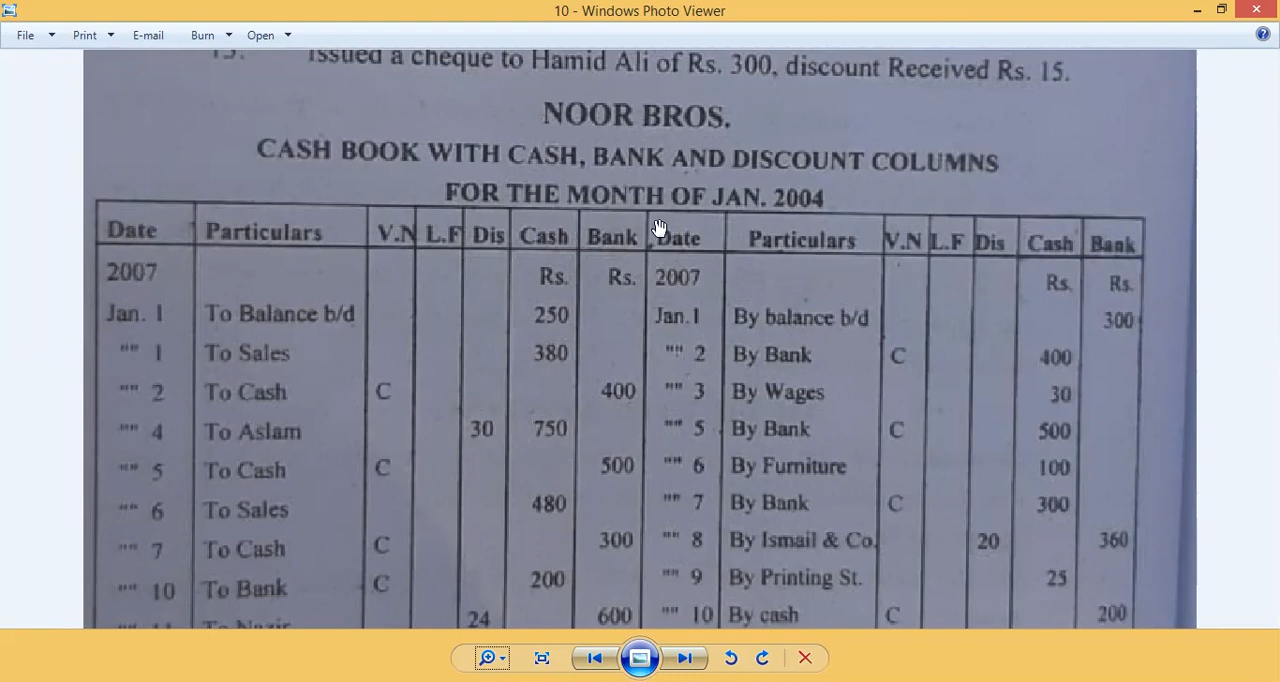 10 - Windows Photo Viewer
File Print E-mail Burn Open
15. Issued a cheque to Hamid Ali of Rs. 300, discount Received Rs. 15.
NOOR BROS.
CASH BOOK WITH CASH, BANK AND DISCOUNT COLUMNS
FOR THE MONTH OF JAN. 2004
Date Particulars V.N L.F Dis Cash Bank Date Particulars V.N L.F Dis Cash Bank
2007 Rs. Rs. 2007 Rs. Rs.
Jan. 1 To Balance b/d 250 Jan.1 By balance b/d 300
"" 1 To Sales 380 "" 2 By Bank C 400
"" 2 To Cash C 400 "" 3 By Wages 30
"" 4 To Aslam 30 750 "" 5 By Bank C 500
"" 5 To Cash C 500 "" 6 By Furniture 100
"" 6 To Sales 480 "" 7 By Bank C 300
"" 7 To Cash C 300 "" 8 By Ismail & Co. 20 360
"" 10 To Bank C 200 "" 9 By Printing St. 25
"" 11 To Nazir 24 600 "" 10 By cash C 200